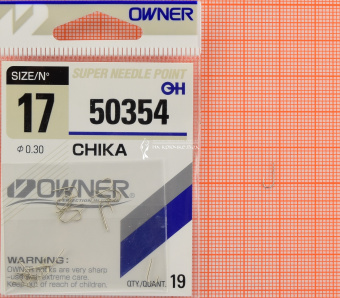 OWNER
SIZE/Nº
SUPER NEEDLE POINT
17
50354
Φ 0.30
CHIKA
OWNER
WARNING:
OWNER hooks are very sharp
-use with extreme care.
Keep out of reach of children.
QTY/QUANT. 19